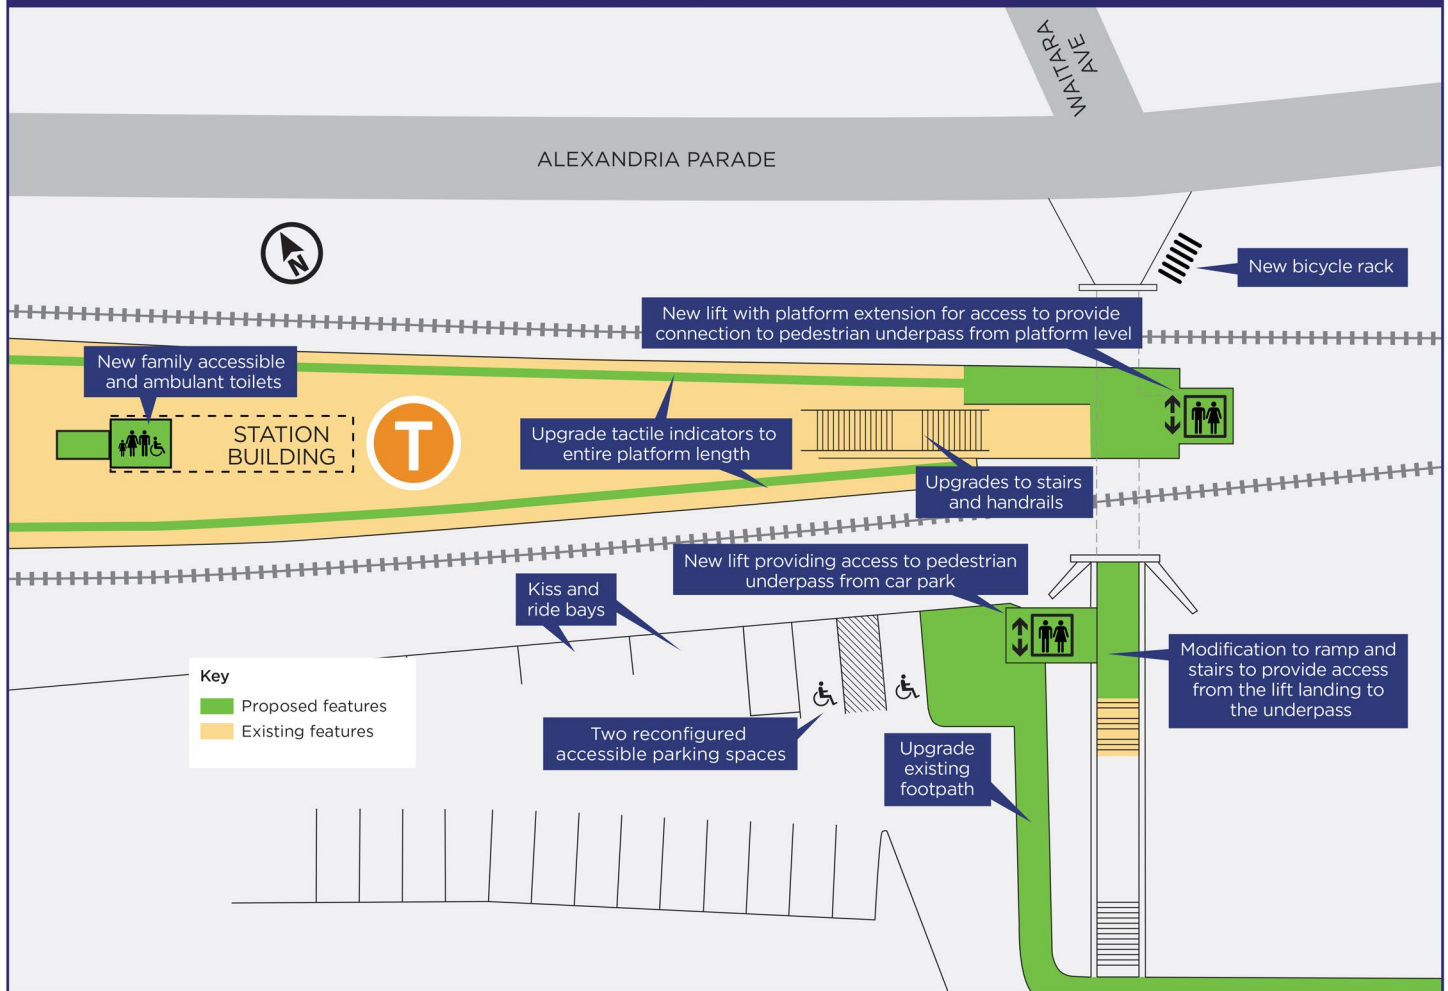 WAITARA
AVE
ALEXANDRIA PARADE
N
New bicycle rack
New lift with platform extension for access to provide
connection to pedestrian underpass from platform level
New family accessible
and ambulant toilets
STATION
BUILDING
T
Upgrade tactile indicators to
entire platform length
Upgrades to stairs
and handrails
New lift providing access to pedestrian
underpass from car park
Kiss and
ride bays
Modification to ramp and
stairs to provide access
from the lift landing to
the underpass
Key
Proposed features
Existing features
Two reconfigured
accessible parking spaces
Upgrade
existing
footpath